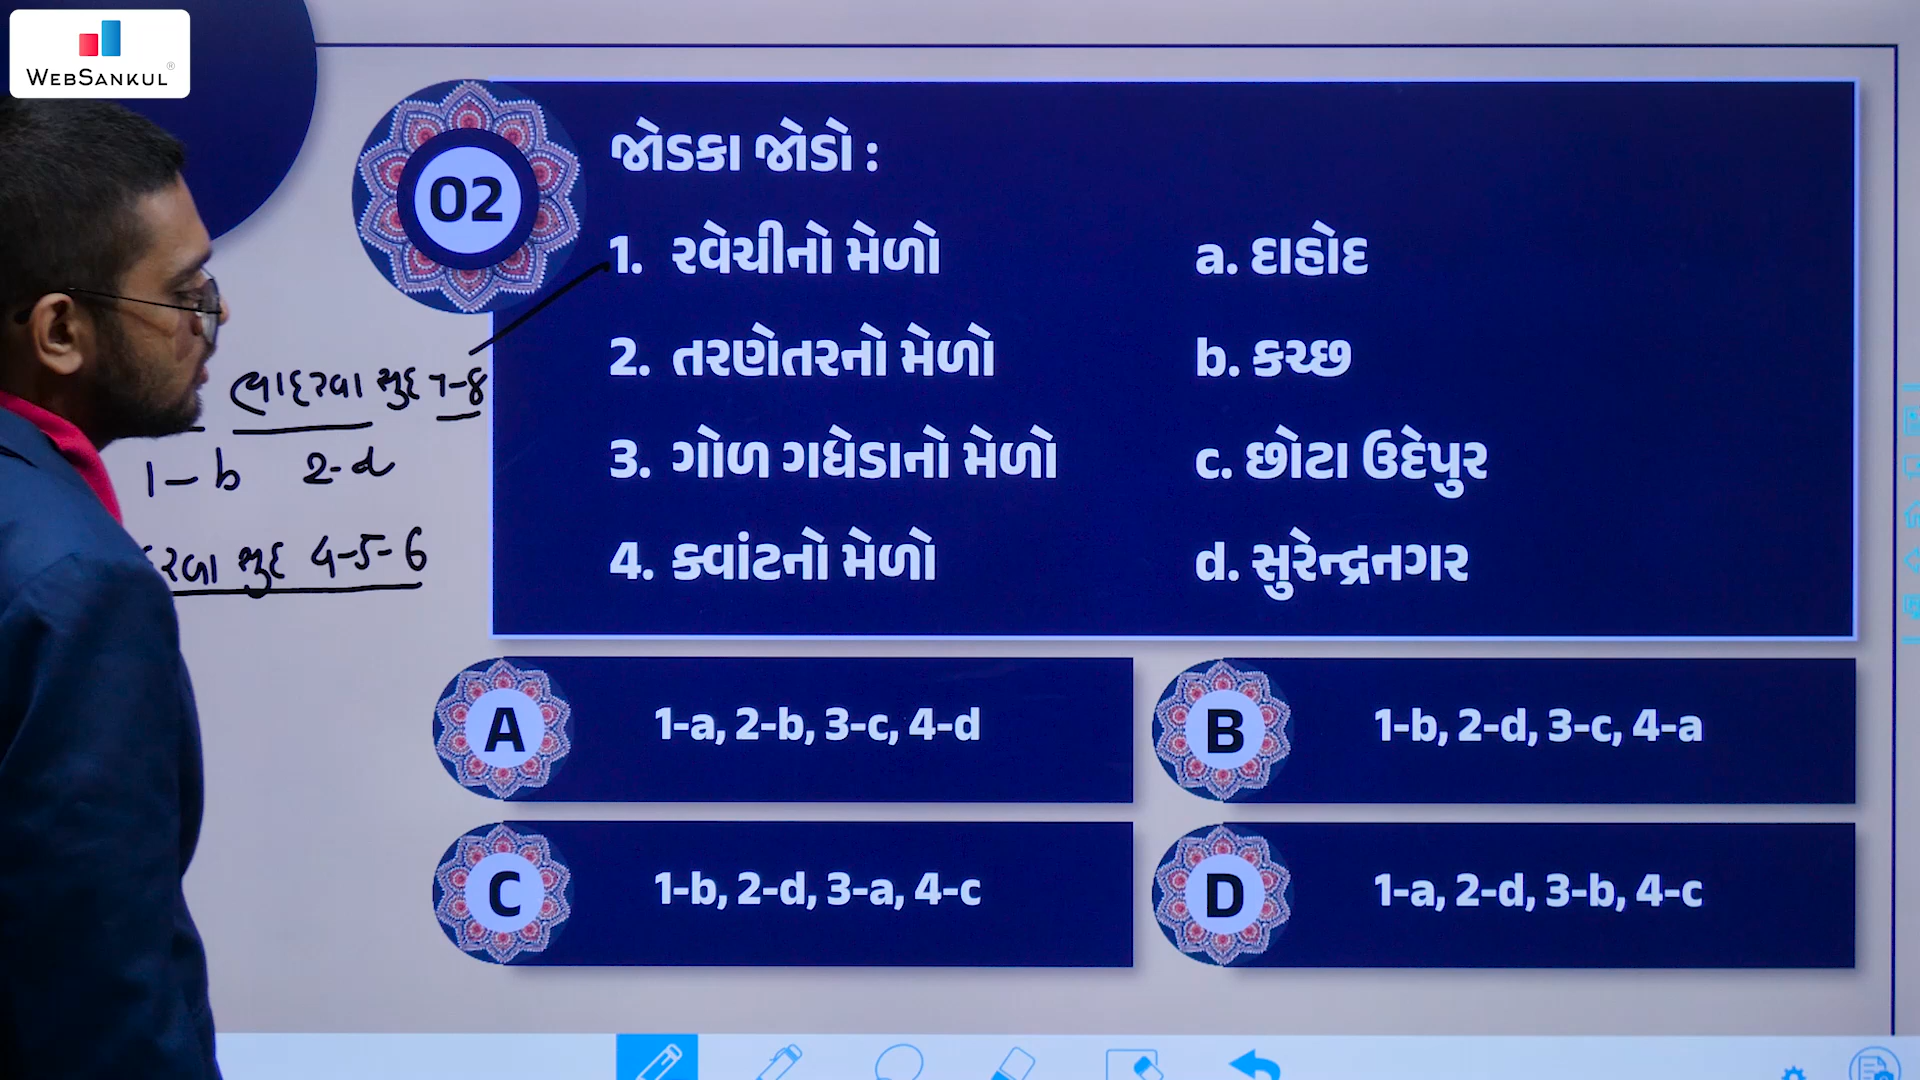 WEBSANKUL
02
જોડકા જોડો :
1. રવેચીનો મેળો
a. દાહોદ
2. તરણેતરનો મેળો
b. કચ્છ
3. ગોળ ગધેડાનો મેળો
c. છોટા ઉદેપુર
4. ક્વાંટનો મેળો
d. સુરેન્દ્રનગર
ભાદરવા સુદ 7-8
1-b 2-d
સુદ 4-5-6
A 1-a, 2-b, 3-c, 4-d
B 1-b, 2-d, 3-c, 4-a
C 1-b, 2-d, 3-a, 4-c
D 1-a, 2-d, 3-b, 4-c